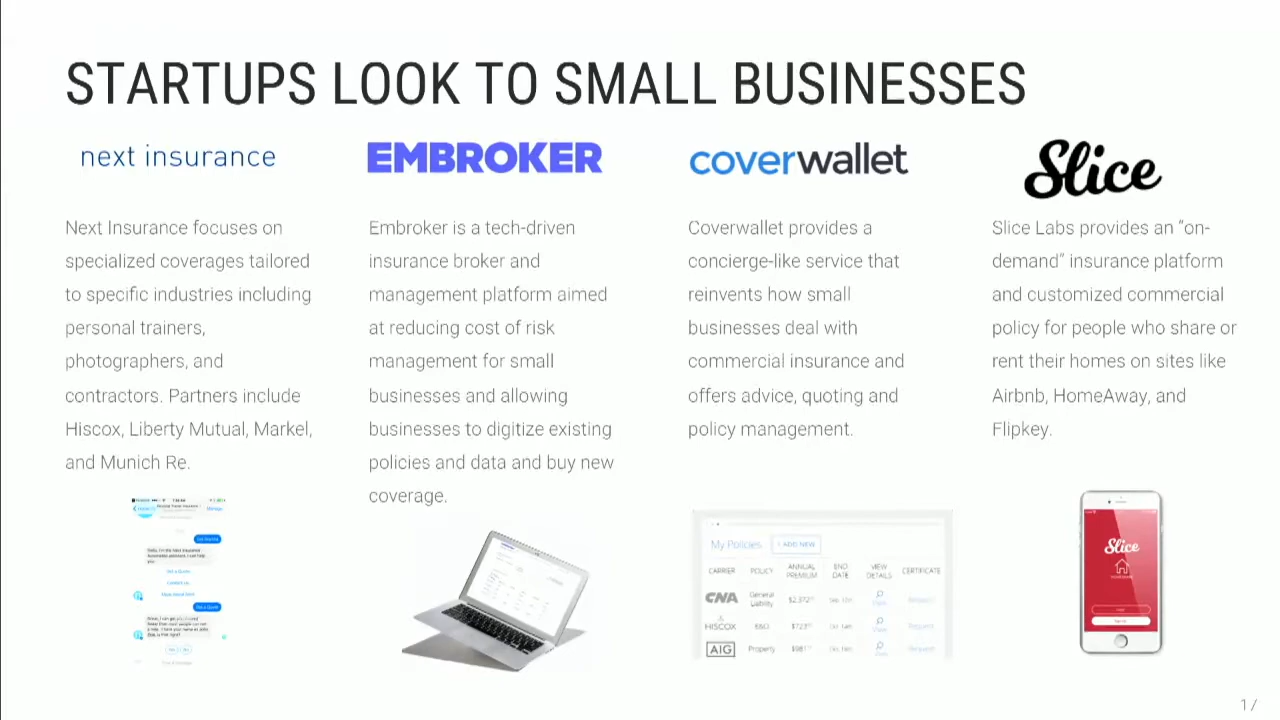 STARTUPS LOOK TO SMALL BUSINESSES
next insurance
Next Insurance focuses on
specialized coverages tailored
to specific industries including
personal trainers,
photographers, and
contractors. Partners include
Hiscox, Liberty Mutual, Markel,
and Munich Re.
EMBROKER
Embroker is a tech-driven
insurance broker and
management platform aimed
at reducing cost of risk
management for small
businesses and allowing
businesses to digitize existing
policies and data and buy new
coverage.
coverwallet
Coverwallet provides a
concierge-like service that
reinvents how small
businesses deal with
commercial insurance and
offers advice, quoting and
policy management.
My Policies
+ ADD NEW
CARRIER POLICY ANNUAL PREMIUM END DATE VIEW DETAILS CERTIFICATE
CNA General Liability $2,372
HISCOX E&O $723
AIG Property $981
Slice
Slice Labs provides an “on-
demand” insurance platform
and customized commercial
policy for people who share or
rent their homes on sites like
Airbnb, HomeAway, and
Flipkey.
Slice
1 /